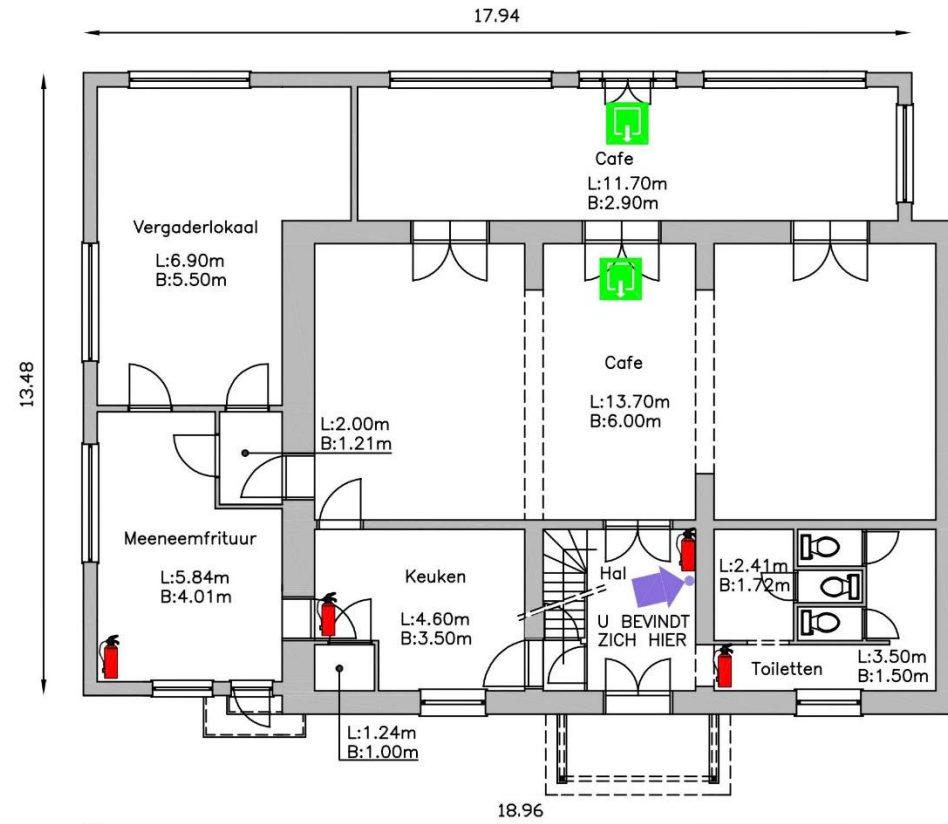 17.94
13.48
Cafe
L:11.70m
B:2.90m
Vergaderlokaal
L:6.90m
B:5.50m
Cafe
L:13.70m
B:6.00m
L:2.00m
B:1.21m
Meeneemfrituur
L:5.84m
B:4.01m
Keuken
L:4.60m
B:3.50m
Hal
U BEVINDT
ZICH HIER
L:2.41m
B:1.72m
Toiletten
L:3.50m
B:1.50m
L:1.24m
B:1.00m
18.96